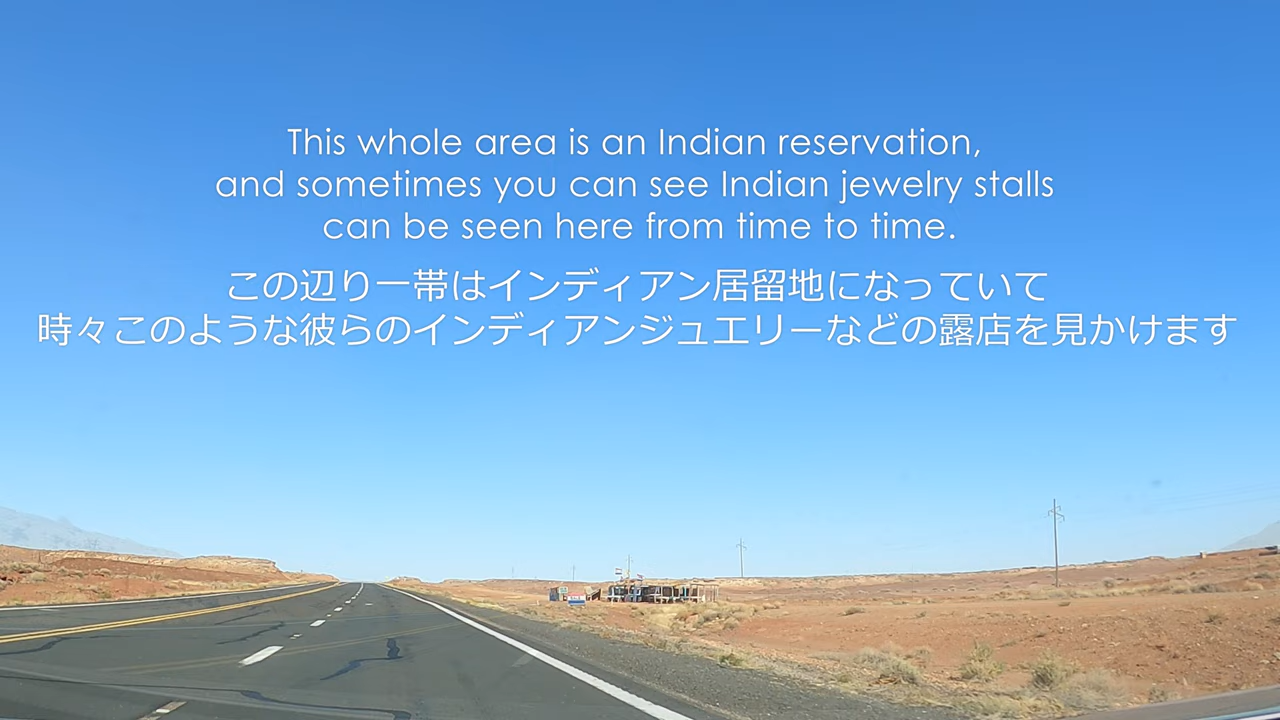 This whole area is an Indian reservation,
and sometimes you can see Indian jewelry stalls
can be seen here from time to time.
この辺り一帯はインディアン居留地になっていて
時々このような彼らのインディアンジュエリーなどの露店を見かけます